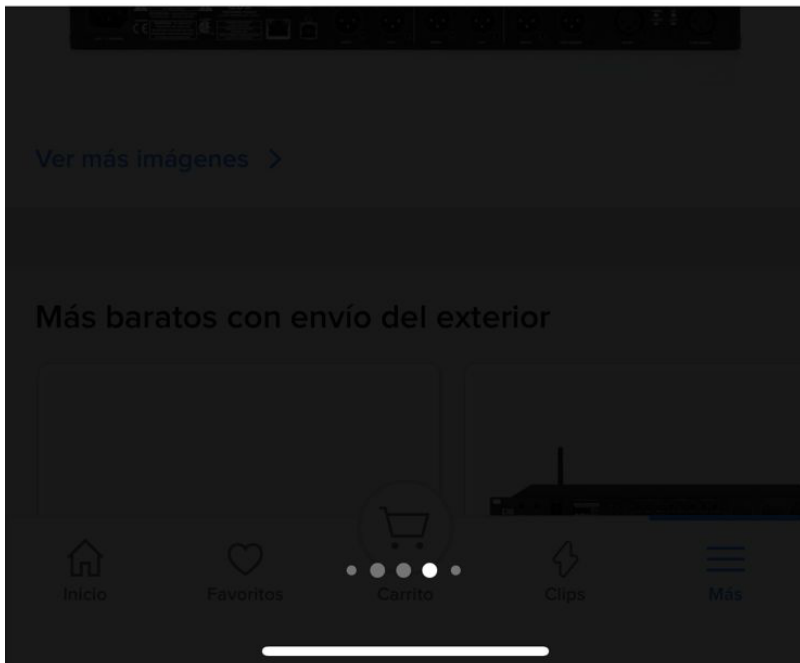 Ver más imágenes
Más baratos con envío del exterior
Inicio
Favoritos
Carrito
Clips
Más